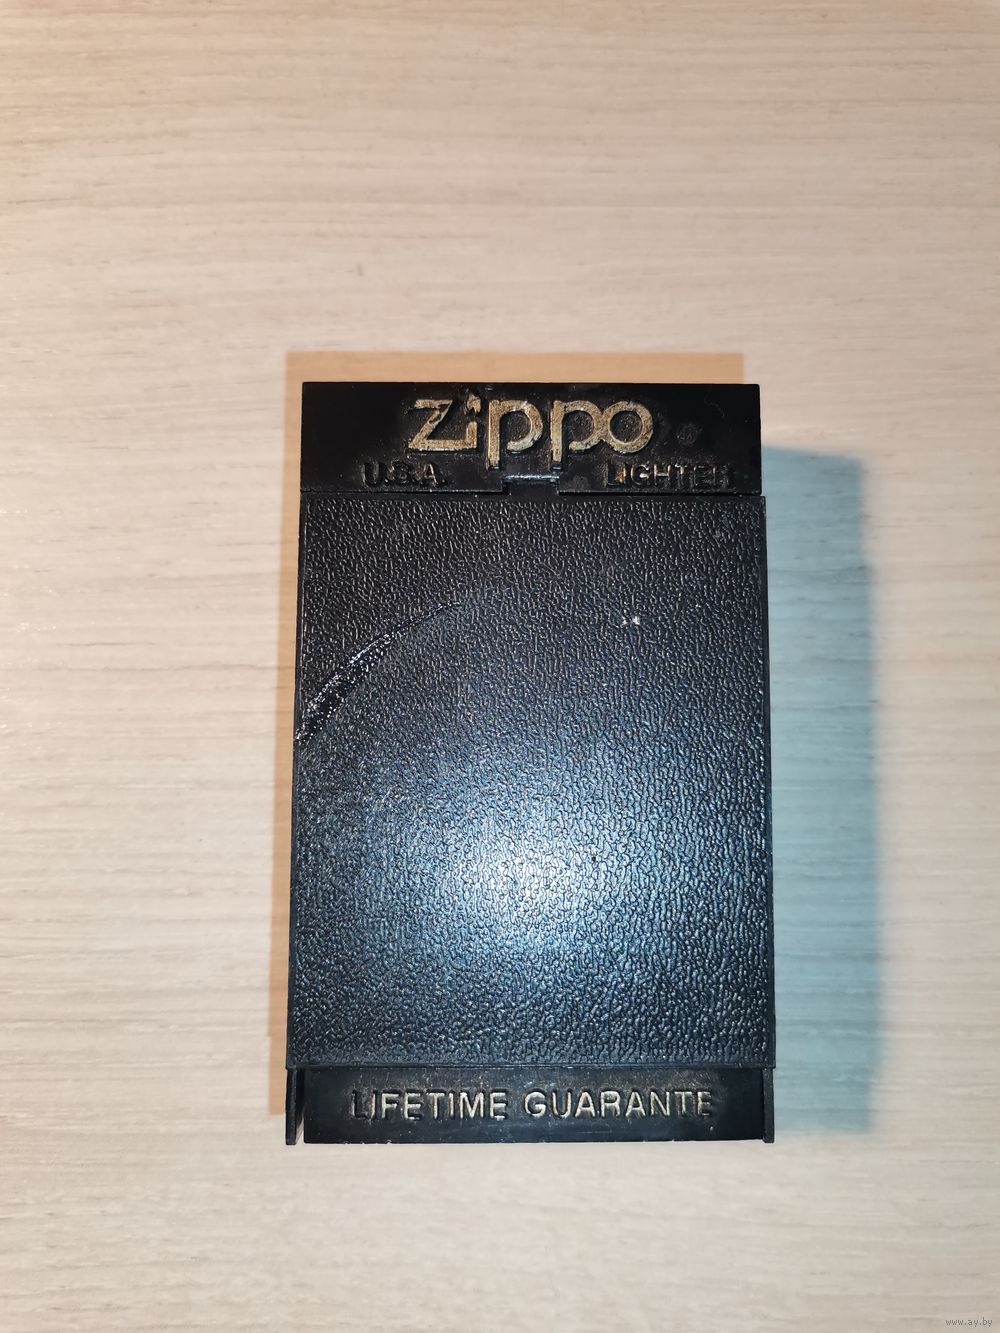 Zippo ®
U.S.A. LIGHTER
LIFETIME GUARANTE
www.ay.by